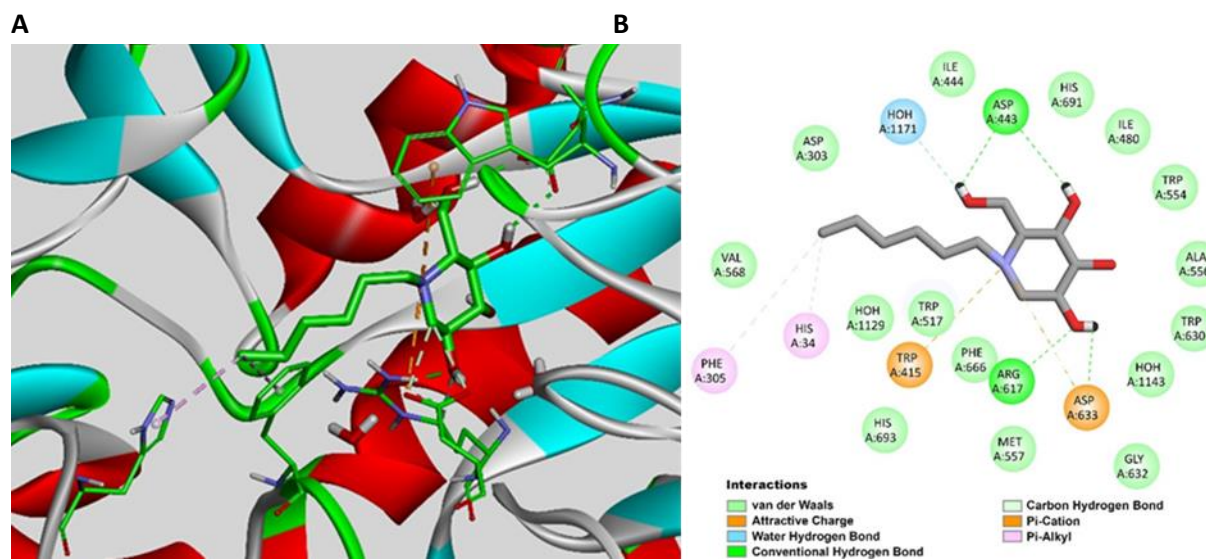 A
B
ILE
A:444
ASP
A:443
HIS
A:691
HOH
:1171
ILE
A:480
ASP
A:303
TRP
A:554
VAL
A:568
ALA
A:556
HOH
:1129
TRP
A:517
TRP
A:630
HIS
A:34
PHE
A:305
TRP
A:415
PHE
A:666
ARG
A:617
HOH
:1143
ASP
A:633
HIS
A:693
MET
A:557
GLY
A:632
Interactions
van der Waals
Attractive Charge
Water Hydrogen Bond
Conventional Hydrogen Bond
Carbon Hydrogen Bond
Pi-Cation
Pi-Alkyl